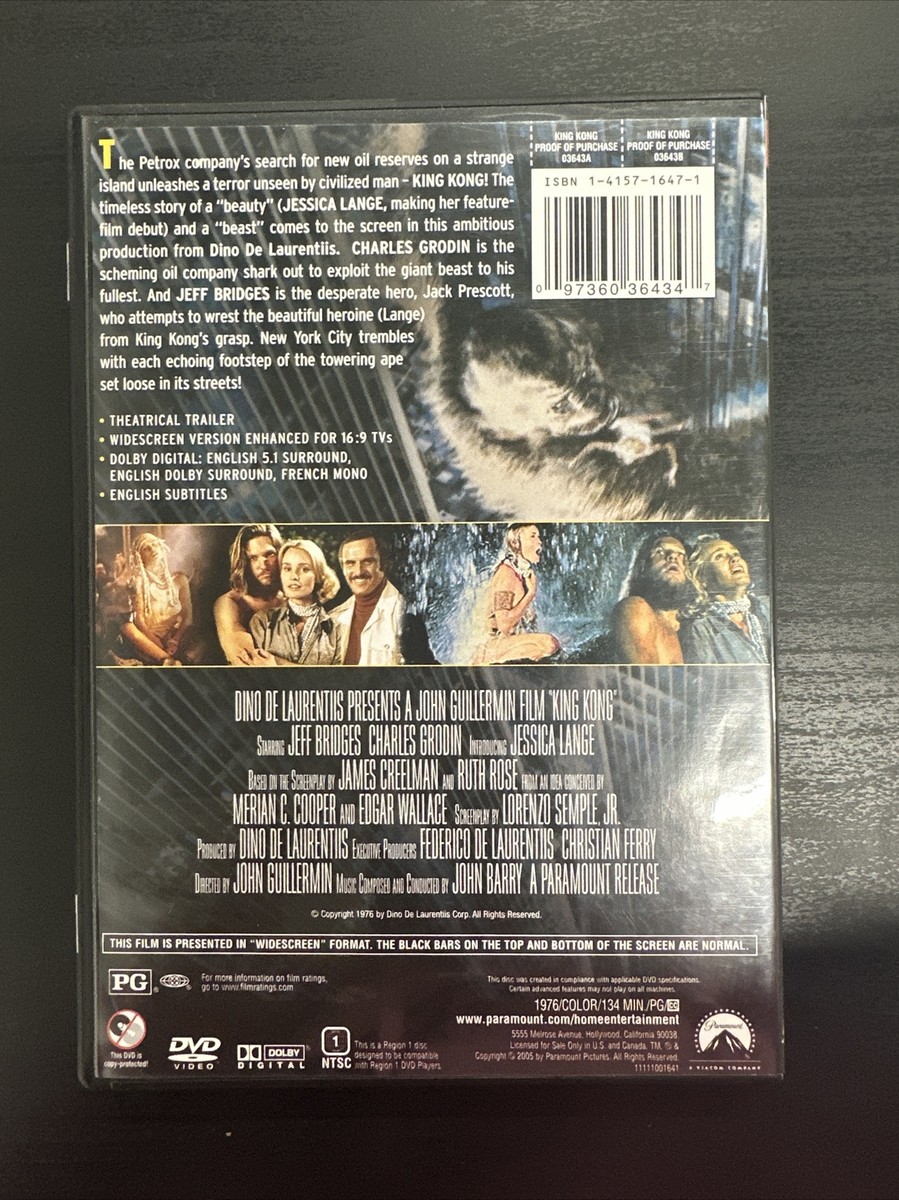 The Petrox company's search for new oil reserves on a strange
island unleashes a terror unseen by civilized man – KING KONG! The
timeless story of a "beauty" (JESSICA LANGE, making her feature-
film debut) and a "beast" comes to the screen in this ambitious
production from Dino De Laurentiis. CHARLES GRODIN is the
scheming oil company shark out to exploit the giant beast to his
fullest. And JEFF BRIDGES is the desperate hero, Jack Prescott,
who attempts to wrest the beautiful heroine (Lange)
from King Kong's grasp. New York City trembles
with each echoing footstep of the towering ape
set loose in its streets!
KING KONG
PROOF OF PURCHASE
03643A
KING KONG
PROOF OF PURCHASE
03643B
ISBN 1-4157-1647-1
0 97360 36434 7
• THEATRICAL TRAILER
• WIDESCREEN VERSION ENHANCED FOR 16:9 TVs
• DOLBY DIGITAL: ENGLISH 5.1 SURROUND,
ENGLISH DOLBY SURROUND, FRENCH MONO
• ENGLISH SUBTITLES
DINO DE LAURENTIIS PRESENTS A JOHN GUILLERMIN FILM "KING KONG"
STARRING JEFF BRIDGES CHARLES GRODIN INTRODUCING JESSICA LANGE
BASED ON THE SCREENPLAY BY JAMES CREELMAN AND RUTH ROSE FROM AN IDEA CONCEIVED BY
MERIAN C. COOPER AND EDGAR WALLACE SCREENPLAY BY LORENZO SEMPLE, JR.
PRODUCED BY DINO DE LAURENTIIS EXECUTIVE PRODUCERS FEDERICO DE LAURENTIIS CHRISTIAN FERRY
DIRECTED BY JOHN GUILLERMIN MUSIC COMPOSED AND CONDUCTED BY JOHN BARRY A PARAMOUNT RELEASE
© Copyright 1976 by Dino De Laurentiis Corp. All Rights Reserved.
THIS FILM IS PRESENTED IN "WIDESCREEN" FORMAT. THE BLACK BARS ON THE TOP AND BOTTOM OF THE SCREEN ARE NORMAL.
PG
For more information on film ratings,
go to www.filmratings.com
This disc was created in compliance with applicable DVD specifications.
Certain advanced features may not play on all machines.
1976/COLOR/134 MIN/PG/CC
www.paramount.com/homeentertainment
5555 Melrose Avenue, Hollywood, California 90038
Licensed for Sale Only in U.S. and Canada. TM, ® &
Copyright © 2005 by Paramount Pictures. All Rights Reserved.
11111001641
This DVD is
copy-protected!
DVD
VIDEO
DOLBY
DIGITAL
1
NTSC
This is a Region 1 disc
designed to be compatible
with Region 1 DVD Players.
Paramount
A VIACOM COMPANY